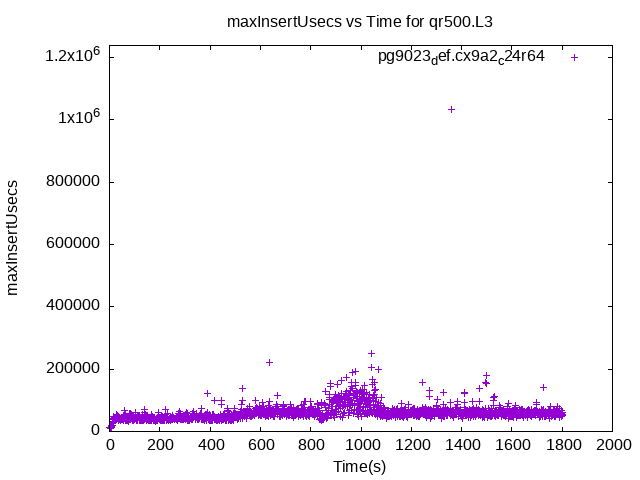 maxInsertUsecs vs Time for qr500.L3
pg9023def.cx9a2c24r64
1.2x10^6
1x10^6
800000
600000
400000
200000
0
maxInsertUsecs
0 200 400 600 800 1000 1200 1400 1600 1800 2000
Time(s)